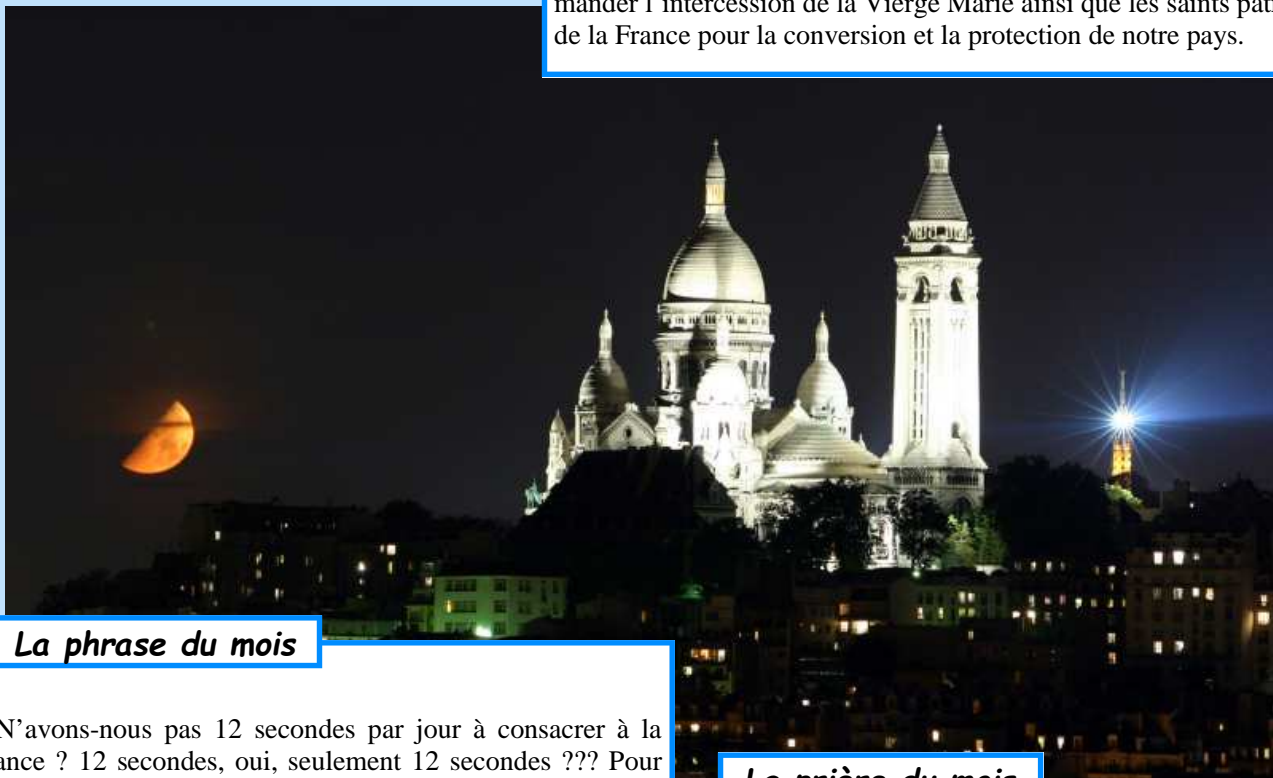 mander l'intercession de la Vierge Marie ainsi que les saints
de la France pour la conversion et la protection de notre pays.
La phrase du mois
N'avons-nous pas 12 secondes par jour à consacrer à la
? 12 secondes, oui, seulement 12 secondes ??? Pour
La prière du mois